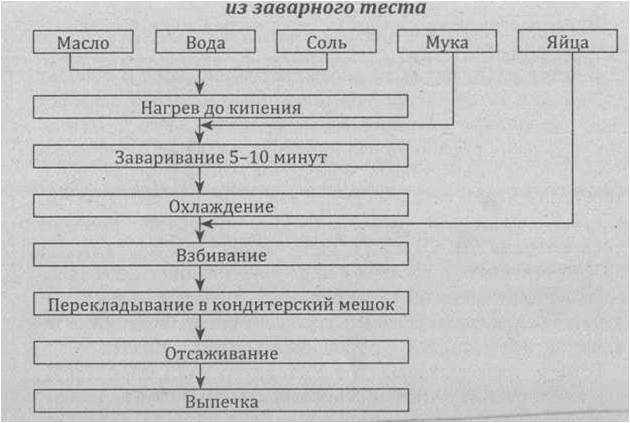 из заварного теста
Масло Вода Соль Мука Яйца
Нагрев до кипения
Заваривание 5–10 минут
Охлаждение
Взбивание
Перекладывание в кондитерский мешок
Отсаживание
Выпечка